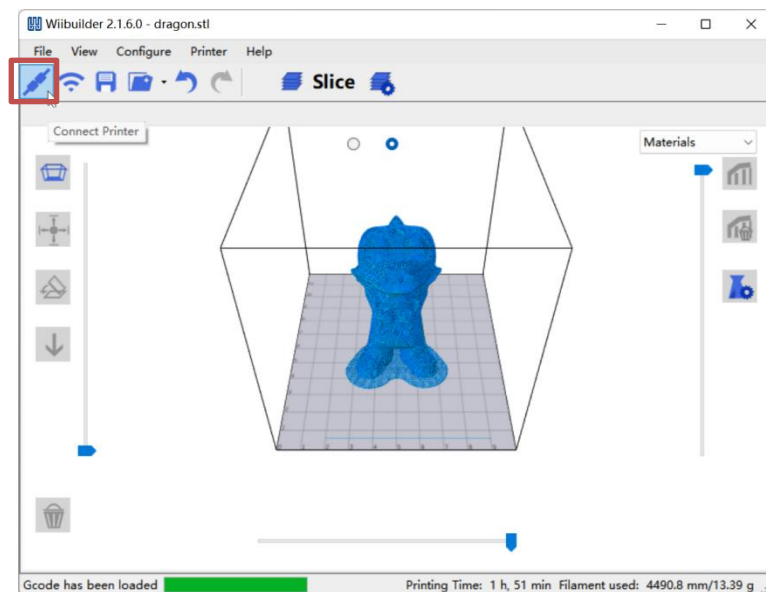 Wiibuilder 2.1.6.0 - dragon.stl
File View Configure Printer Help
Slice
Connect Printer
Materials
Gcode has been loaded
Printing Time: 1 h, 51 min Filament used: 4490.8 mm/13.39 g